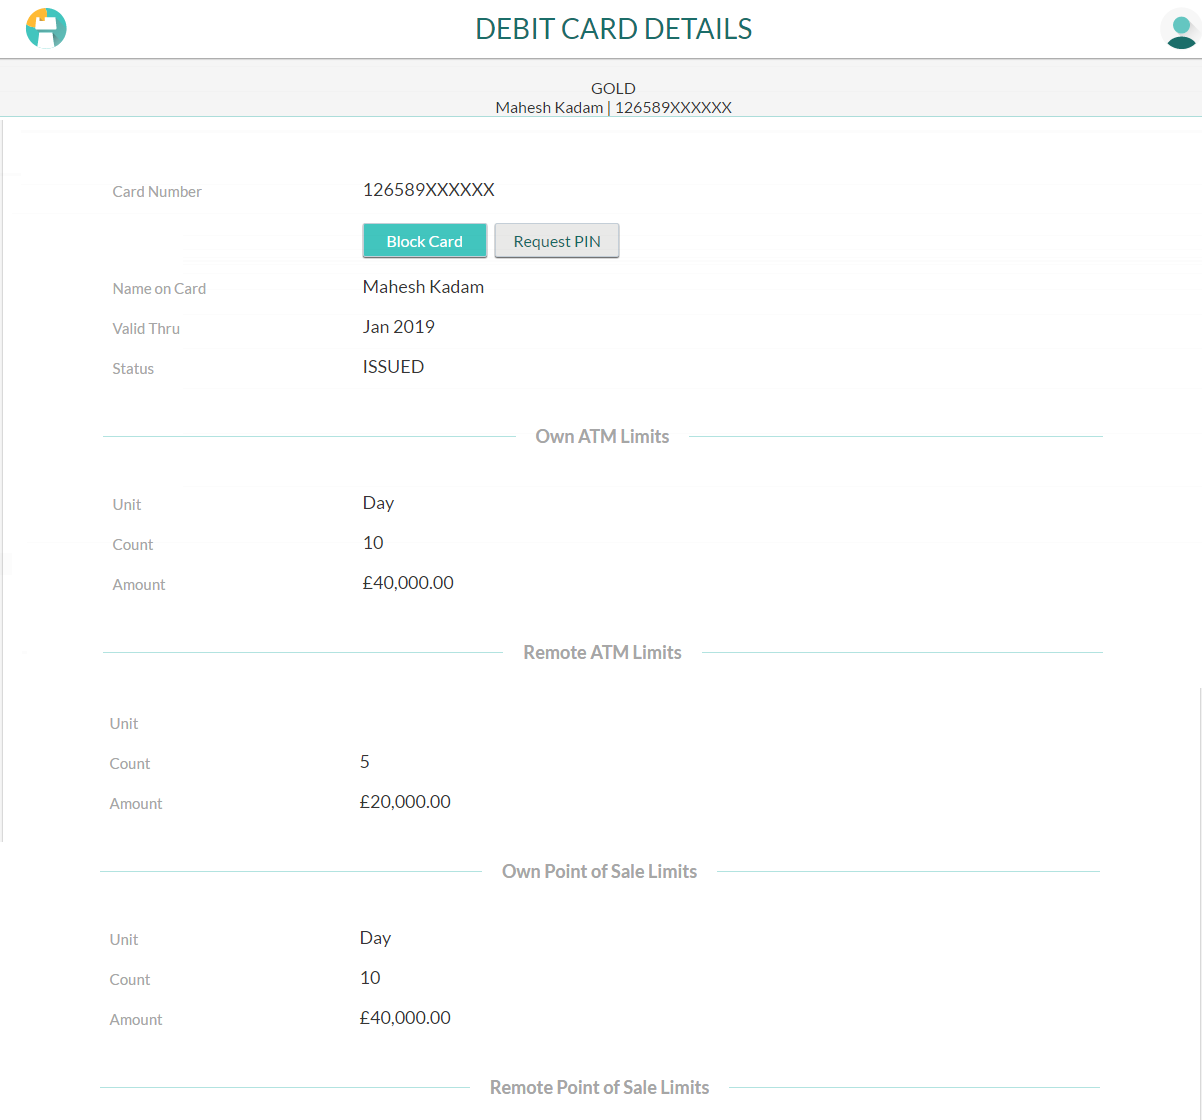 DEBIT CARD DETAILS
GOLD
Mahesh Kadam | 126589XXXXXX
Card Number 126589XXXXXX
Block Card Request PIN
Name on Card Mahesh Kadam
Valid Thru Jan 2019
Status ISSUED
Own ATM Limits
Unit Day
Count 10
Amount £40,000.00
Remote ATM Limits
Unit
Count 5
Amount £20,000.00
Own Point of Sale Limits
Unit Day
Count 10
Amount £40,000.00
Remote Point of Sale Limits